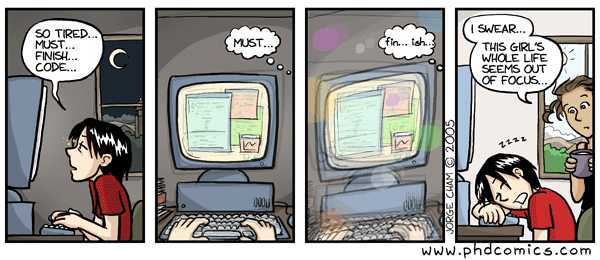 SO TIRED...
MUST...
FINISH...
CODE...
MUST...
fin... ish...
JORGE CHAM © 2005
I SWEAR...
THIS GIRL'S
WHOLE LIFE
SEEMS OUT
OF FOCUS...
ZZZZ
www.phdcomics.com